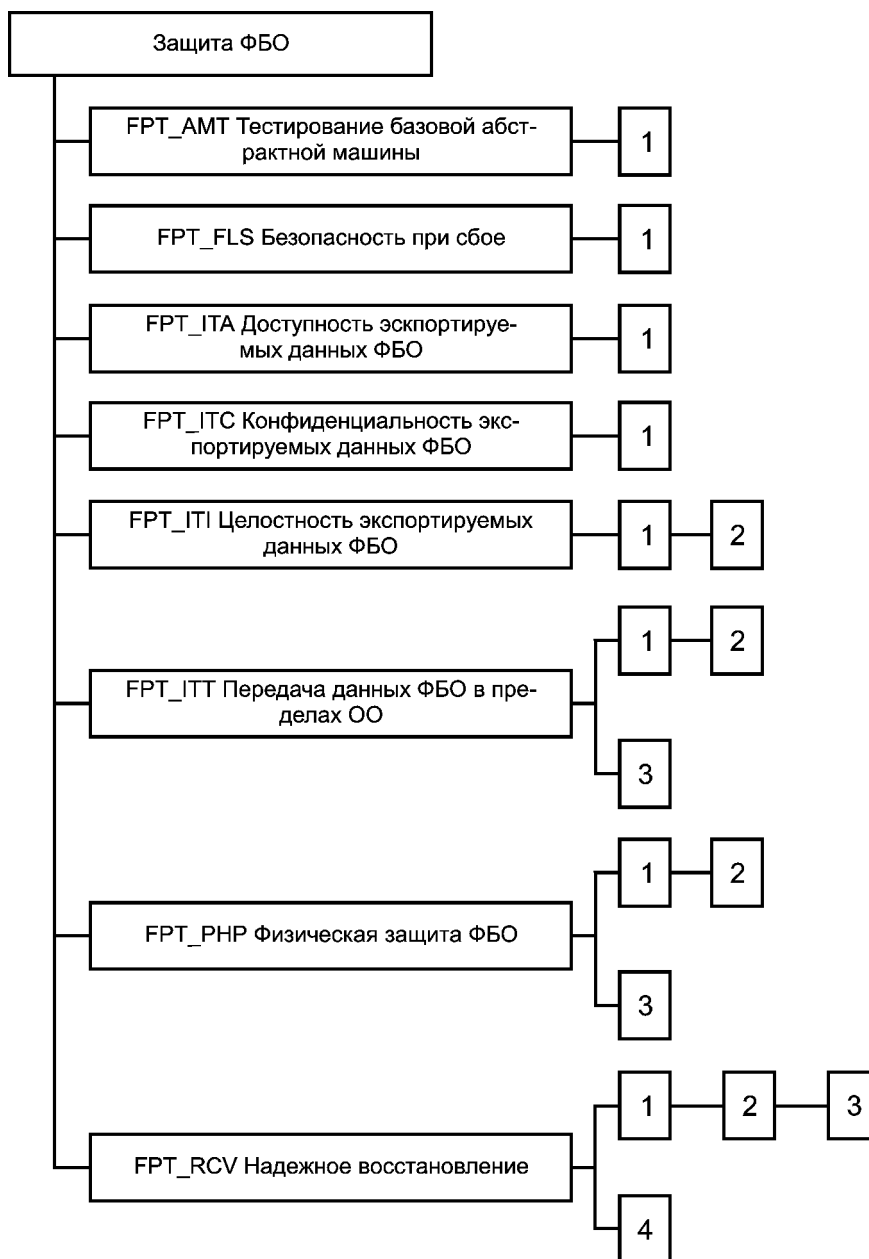 Защита ФБО
FPT_AMT Тестирование базовой абст-
рактной машины
1
FPT_FLS Безопасность при сбое
1
FPT_ITA Доступность эскпортируе-
мых данных ФБО
1
FPT_ITC Конфиденциальность экс-
портируемых данных ФБО
1
FPT_ITI Целостность экспортируемых
данных ФБО
1
2
FPT_ITT Передача данных ФБО в пре-
делах ОО
1
2
3
FPT_PHP Физическая защита ФБО
1
2
3
FPT_RCV Надежное восстановление
1
2
3
4